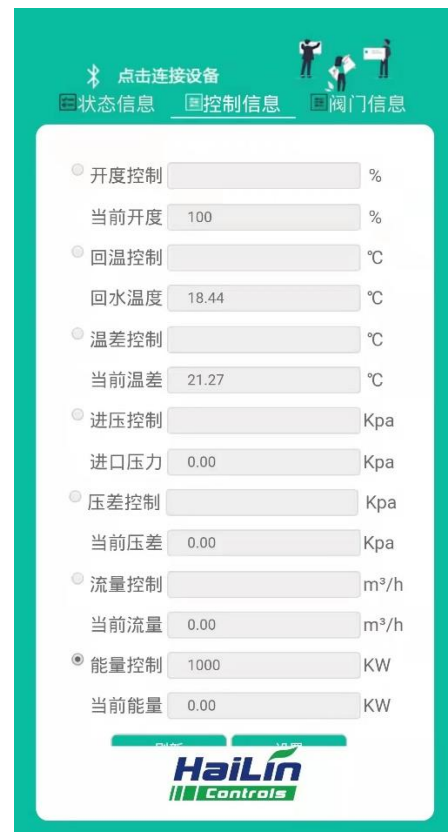 点击连接设备
状态信息 控制信息 阀门信息
开度控制 %
当前开度 100 %
回温控制 ℃
回水温度 18.44 ℃
温差控制 ℃
当前温差 21.27 ℃
进压控制 Kpa
进口压力 0.00 Kpa
压差控制 Kpa
当前压差 0.00 Kpa
流量控制 m³/h
当前流量 0.00 m³/h
能量控制 1000 KW
当前能量 0.00 KW
HaiLin
Controls